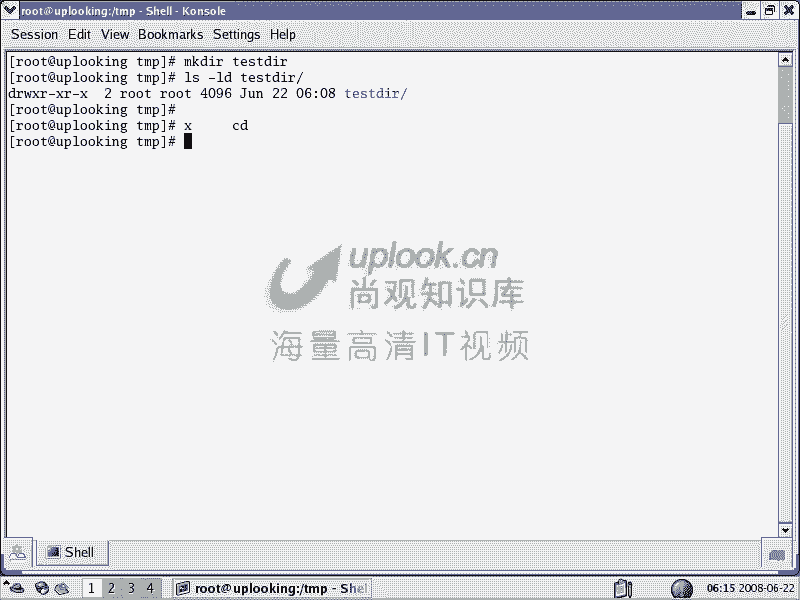 root@uplooking:/tmp - Shell - Konsole
Session Edit View Bookmarks Settings Help
[root@uplooking tmp]# mkdir testdir
[root@uplooking tmp]# ls -ld testdir/
drwxr-xr-x  2 root root 4096 Jun 22 06:08 testdir/
[root@uplooking tmp]#
[root@uplooking tmp]# x     cd
[root@uplooking tmp]#
uplook.cn
尚观知识库
海量高清IT视频
Shell
1 2 3 4 root@uplooking:/tmp - Shel 06:15 2008-06-22